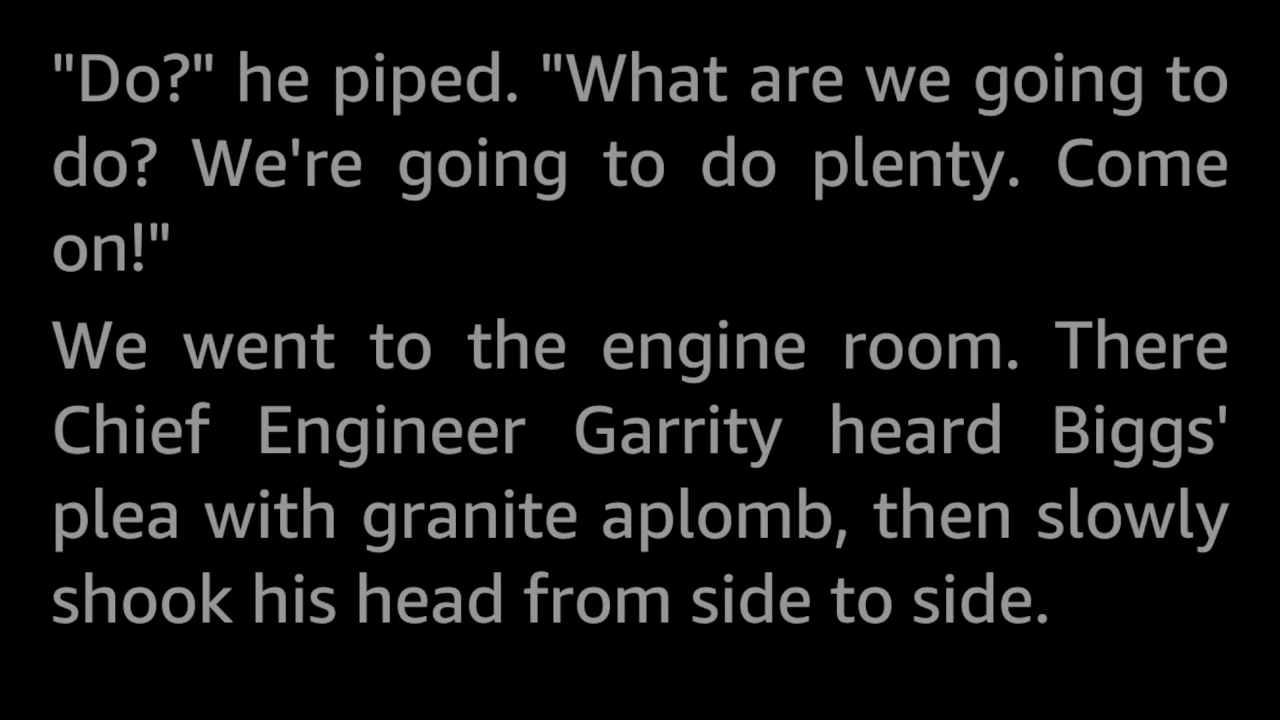 "Do?" he piped. "What are we going to
do? We're going to do plenty. Come
on!"
We went to the engine room. There
Chief Engineer Garrity heard Biggs'
plea with granite aplomb, then slowly
shook his head from side to side.